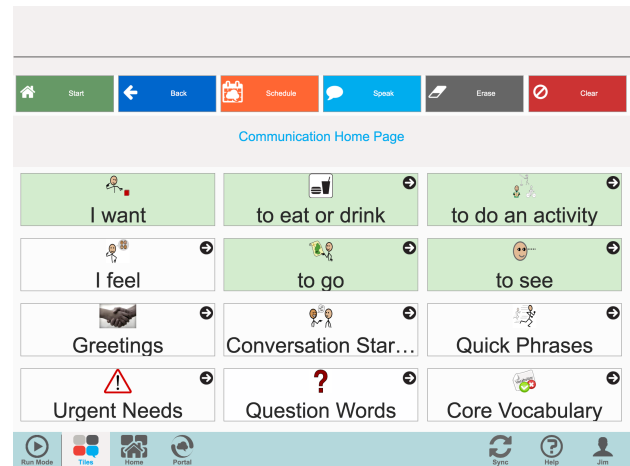 Start Back Schedule Speak Erase Clear
Communication Home Page
I want to eat or drink to do an activity
I feel to go to see
Greetings Conversation Star... Quick Phrases
Urgent Needs Question Words Core Vocabulary
Run Mode Tiles Home Portal Sync Help Jim